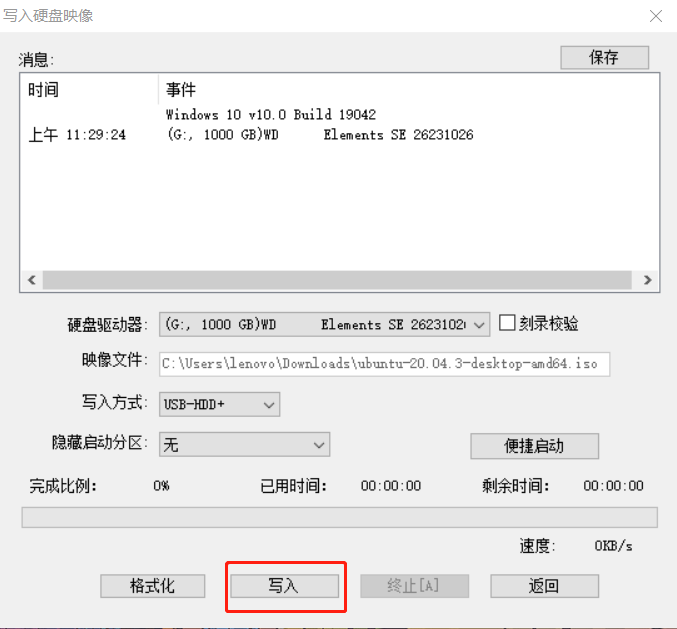 写入硬盘映像
消息:
保存
时间 事件
Windows 10 v10.0 Build 19042
上午 11:29:24 (G:, 1000 GB)WD Elements SE 26231026
硬盘驱动器: (G:, 1000 GB)WD Elements SE 2623102 刻录校验
映像文件: C:\Users\lenovo\Downloads\ubuntu-20.04.3-desktop-amd64.iso
写入方式: USB-HDD+
隐藏启动分区: 无 便捷启动
完成比例: 0% 已用时间: 00:00:00 剩余时间: 00:00:00
速度: 0KB/s
格式化 写入 终止[A] 返回